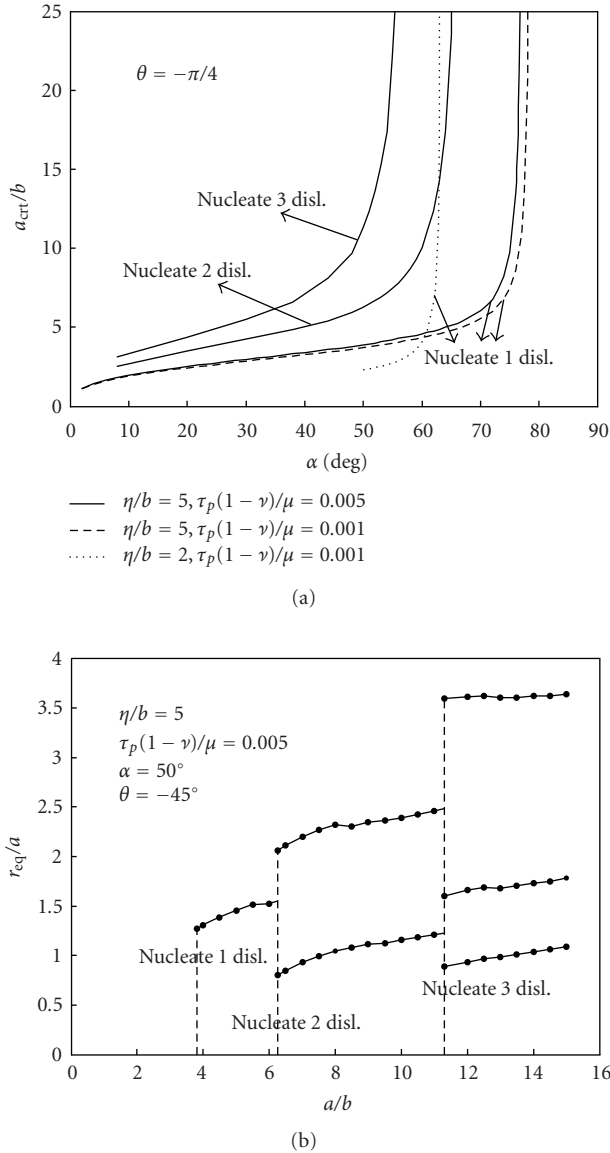 25
20
15
10
5
0
a_crt/b
θ = −π/4
Nucleate 3 disl.
Nucleate 2 disl.
Nucleate 1 disl.
0 10 20 30 40 50 60 70 80 90
α (deg)
η/b = 5, τ_p(1 − ν)/μ = 0.005
η/b = 5, τ_p(1 − ν)/μ = 0.001
η/b = 2, τ_p(1 − ν)/μ = 0.001
(a)
4
3.5
3
2.5
2
1.5
1
0.5
0
r_eq/a
η/b = 5
τ_p(1 − ν)/μ = 0.005
α = 50°
θ = −45°
Nucleate 1 disl.
Nucleate 2 disl.
Nucleate 3 disl.
0 2 4 6 8 10 12 14 16
a/b
(b)